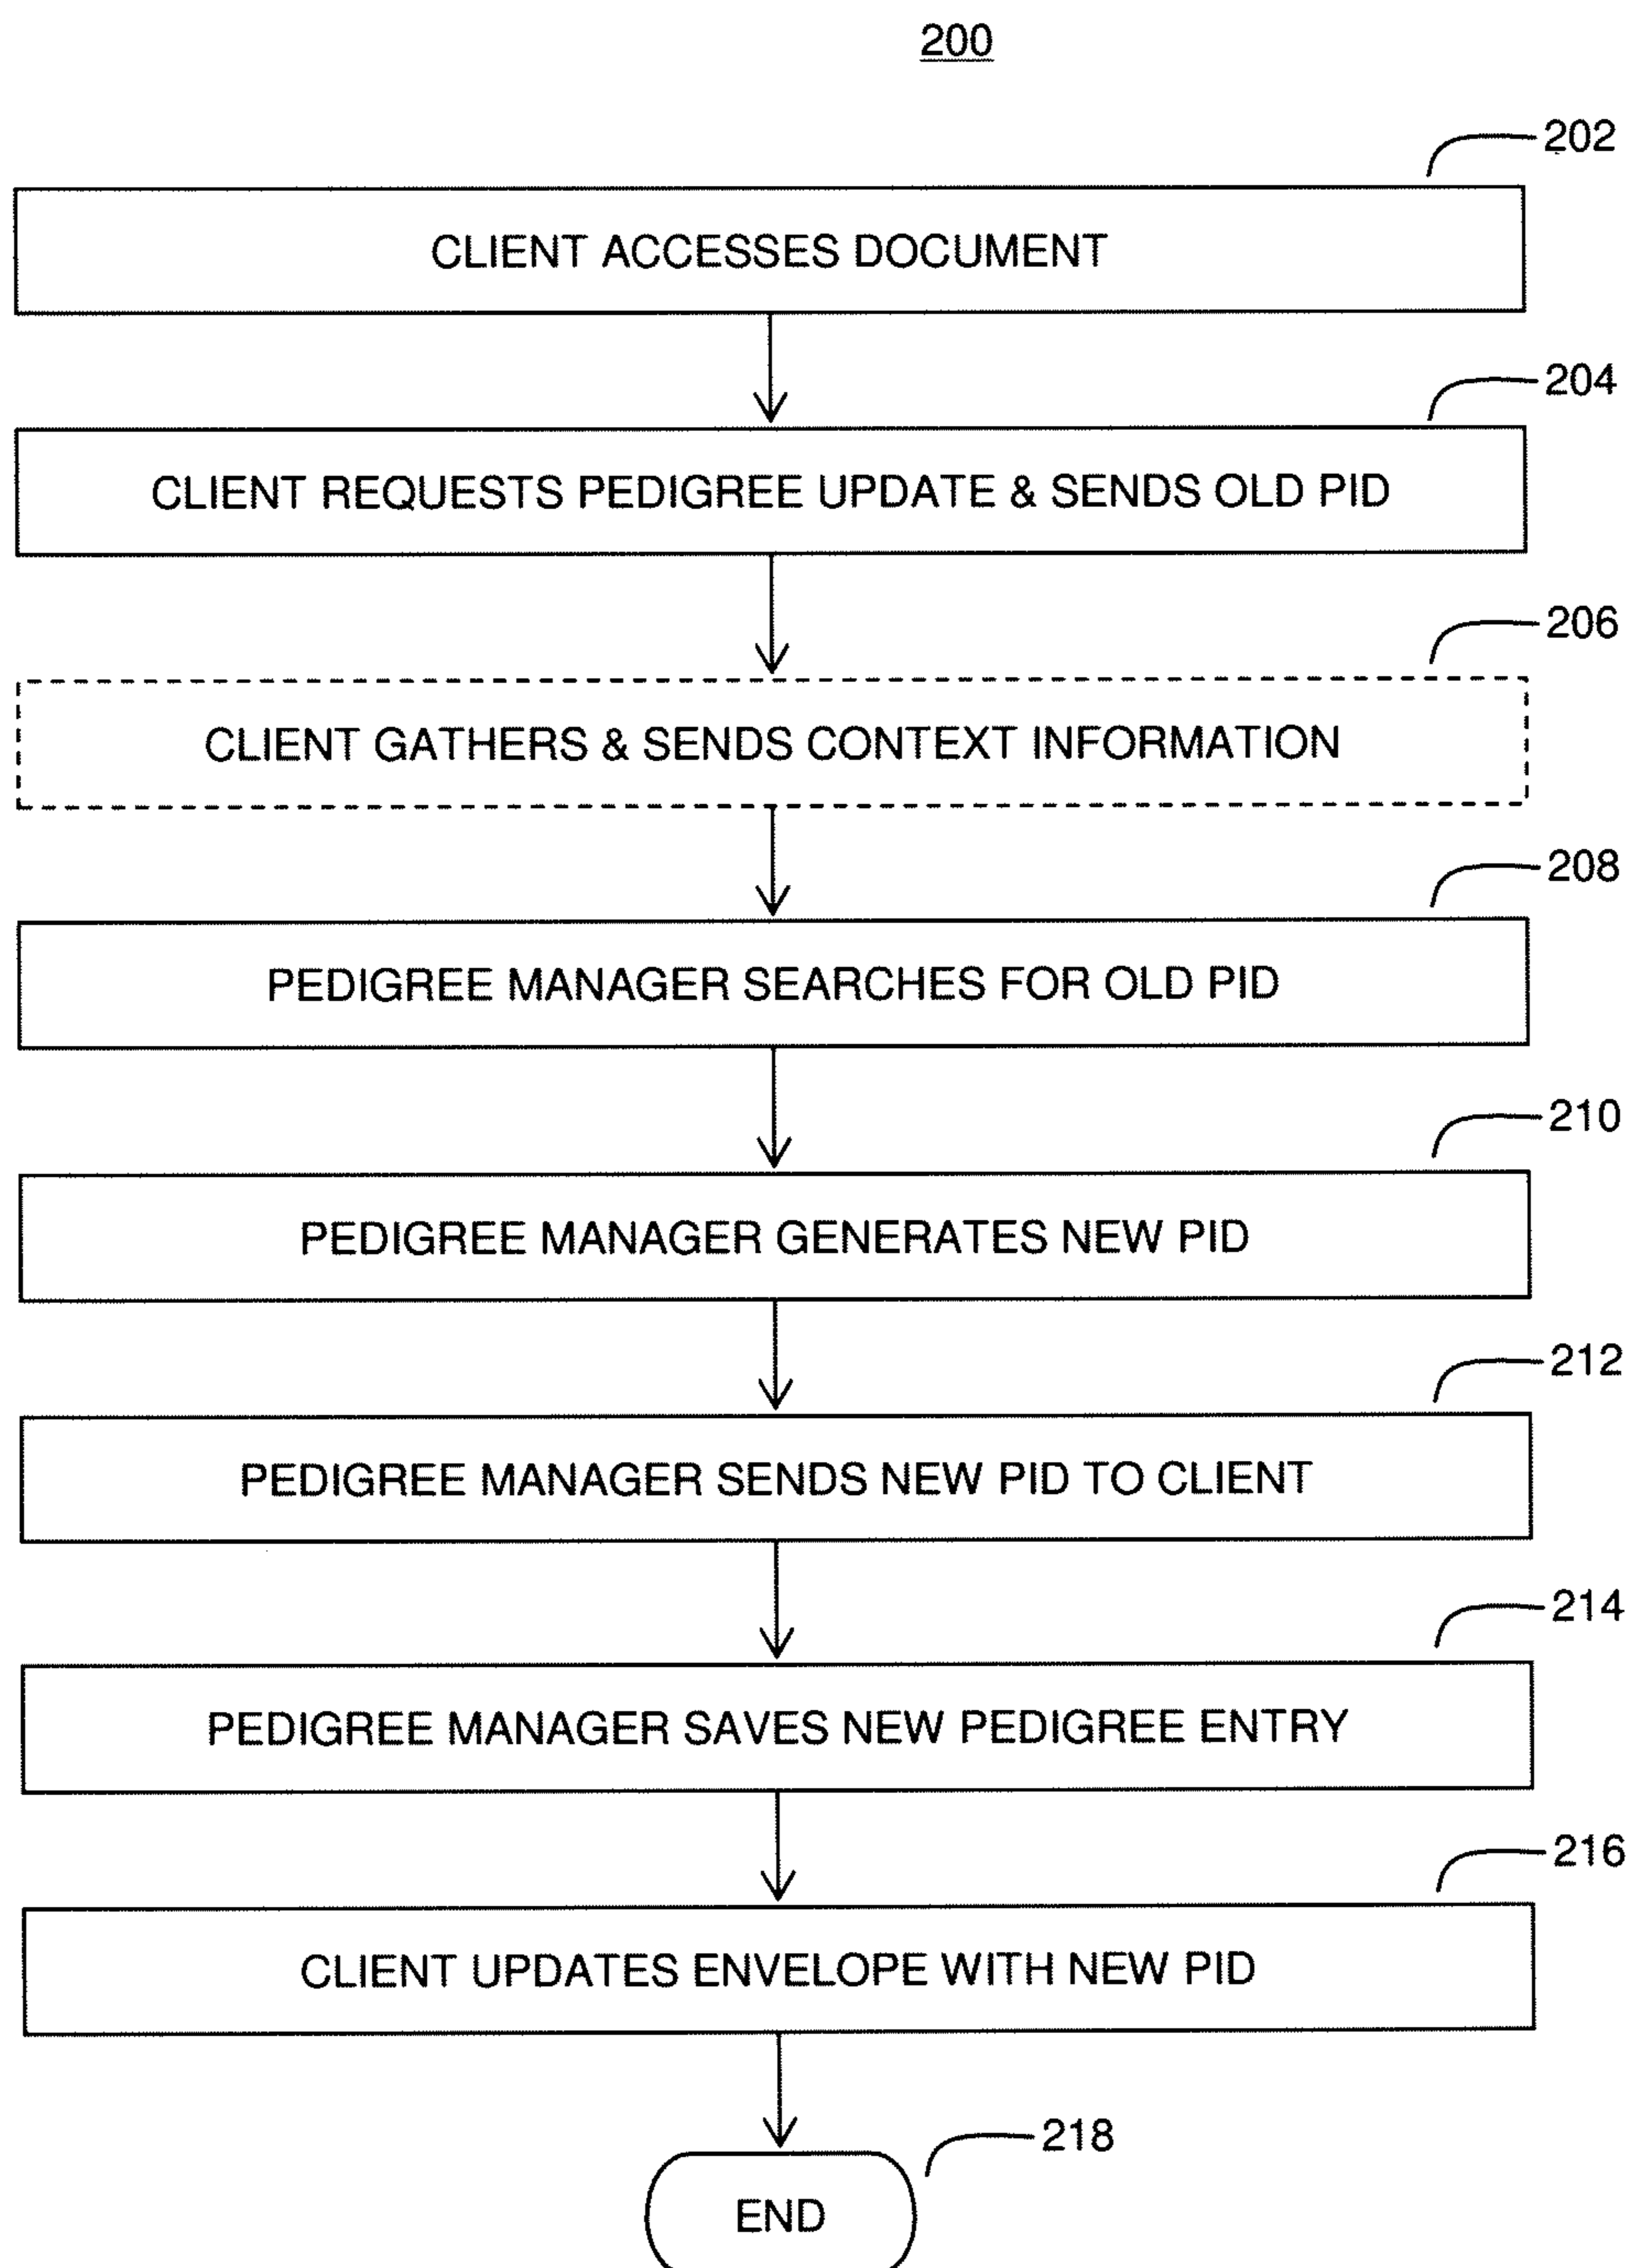 200
202
CLIENT ACCESSES DOCUMENT
204
CLIENT REQUESTS PEDIGREE UPDATE & SENDS OLD PID
206
CLIENT GATHERS & SENDS CONTEXT INFORMATION
208
PEDIGREE MANAGER SEARCHES FOR OLD PID
210
PEDIGREE MANAGER GENERATES NEW PID
212
PEDIGREE MANAGER SENDS NEW PID TO CLIENT
214
PEDIGREE MANAGER SAVES NEW PEDIGREE ENTRY
216
CLIENT UPDATES ENVELOPE WITH NEW PID
218
END